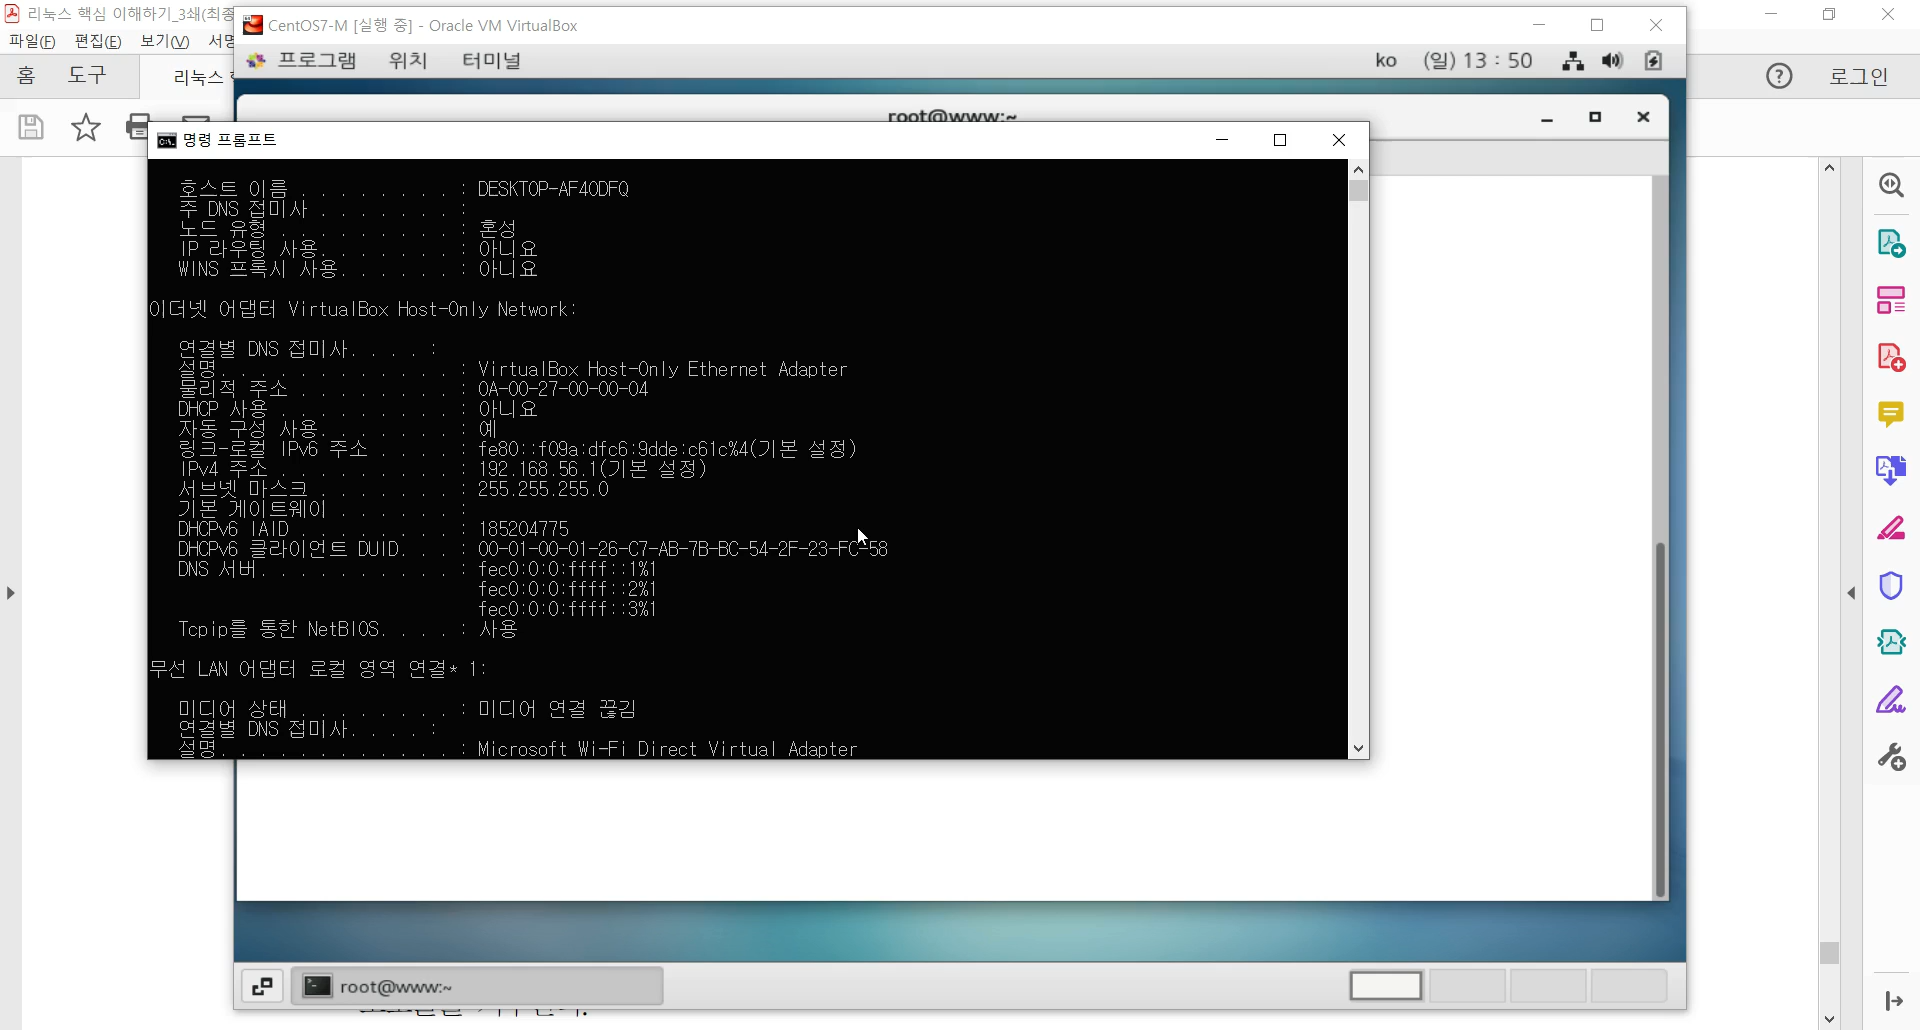 리눅스 핵심 이해하기_3쇄(최종
파일(F) 편집(E) 보기(V) 서명
홈 도구 리눅스
로그인
CentOS7-M [실행 중] - Oracle VM VirtualBox
프로그램 위치 터미널
ko (일) 13 : 50
root@www:~
명령 프롬프트
호스트 이름 . . . . . . . . : DESKTOP-AF40DFQ
주 DNS 접미사 . . . . . . . :
노드 유형 . . . . . . . . . : 혼성
IP 라우팅 사용. . . . . . . : 아니요
WINS 프록시 사용. . . . . . : 아니요
이더넷 어댑터 VirtualBox Host-Only Network:
연결별 DNS 접미사. . . . :
설명. . . . . . . . . . . . : VirtualBox Host-Only Ethernet Adapter
물리적 주소 . . . . . . . . : 0A-00-27-00-00-04
DHCP 사용 . . . . . . . . . : 아니요
자동 구성 사용. . . . . . . : 예
링크-로컬 IPv6 주소 . . . . : fe80::f09a:dfc6:9dde:c61c%4(기본 설정)
IPv4 주소 . . . . . . . . . : 192.168.56.1(기본 설정)
서브넷 마스크 . . . . . . . : 255.255.255.0
기본 게이트웨이 . . . . . . :
DHCPv6 IAID . . . . . . . . : 185204775
DHCPv6 클라이언트 DUID. . . : 00-01-00-01-26-C7-AB-7B-BC-54-2F-23-FC-58
DNS 서버. . . . . . . . . . : fec0:0:0:ffff::1%1
fec0:0:0:ffff::2%1
fec0:0:0:ffff::3%1
Tcpip를 통한 NetBIOS. . . . : 사용
무선 LAN 어댑터 로컬 영역 연결* 1:
미디어 상태 . . . . . . . . : 미디어 연결 끊김
연결별 DNS 접미사. . . . :
설명. . . . . . . . . . . . : Microsoft Wi-Fi Direct Virtual Adapter
root@www:~